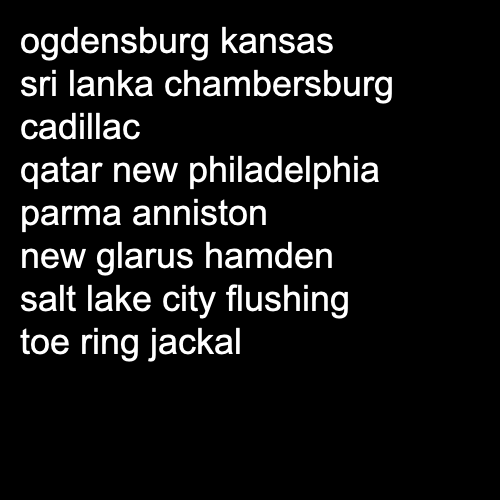 ogdensburg kansas
sri lanka chambersburg
cadillac
qatar new philadelphia
parma anniston
new glarus hamden
salt lake city flushing
toe ring jackal